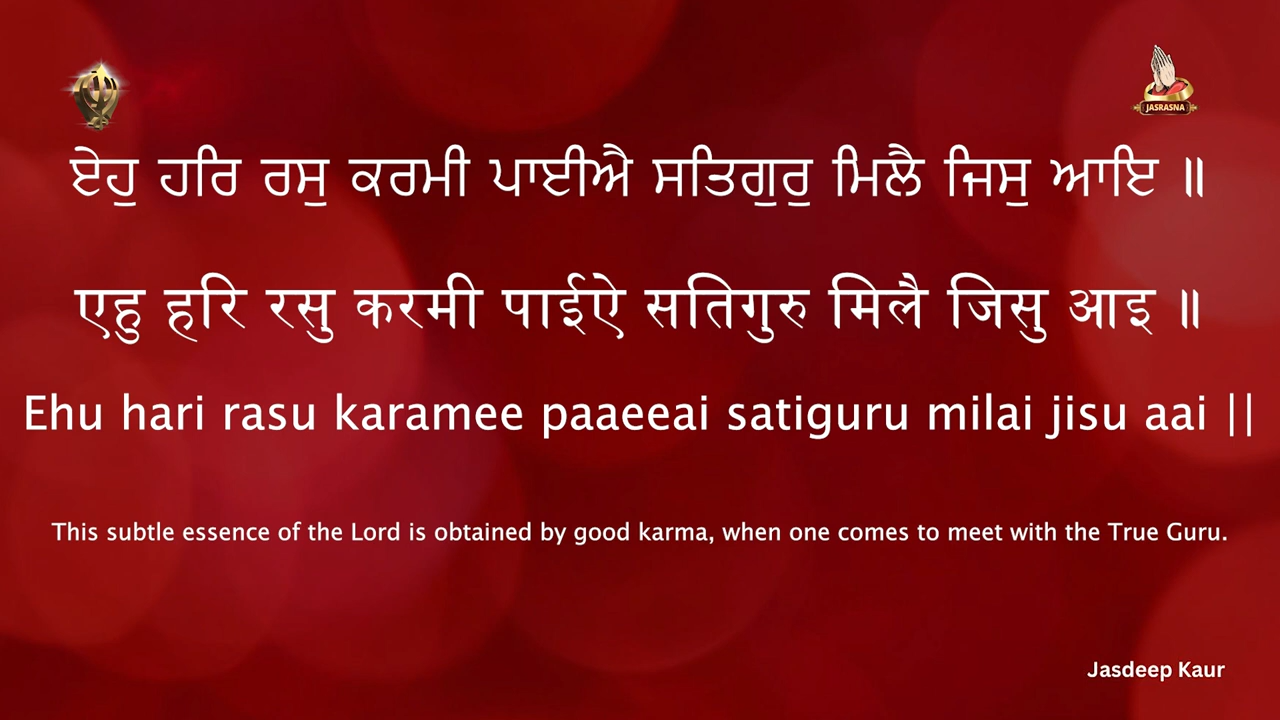 JASRASNA
ਏਹੁ ਹਰਿ ਰਸੁ ਕਰਮੀ ਪਾਈਐ ਸਤਿਗੁਰੁ ਮਿਲੈ ਜਿਸੁ ਆਇ ॥
एहु हरि रसु करमी पाईऐ सतिगुरु मिलै जिसु आइ ॥
Ehu hari rasu karamee paaeeai satiguru milai jisu aai ||
This subtle essence of the Lord is obtained by good karma, when one comes to meet with the True Guru.
Jasdeep Kaur